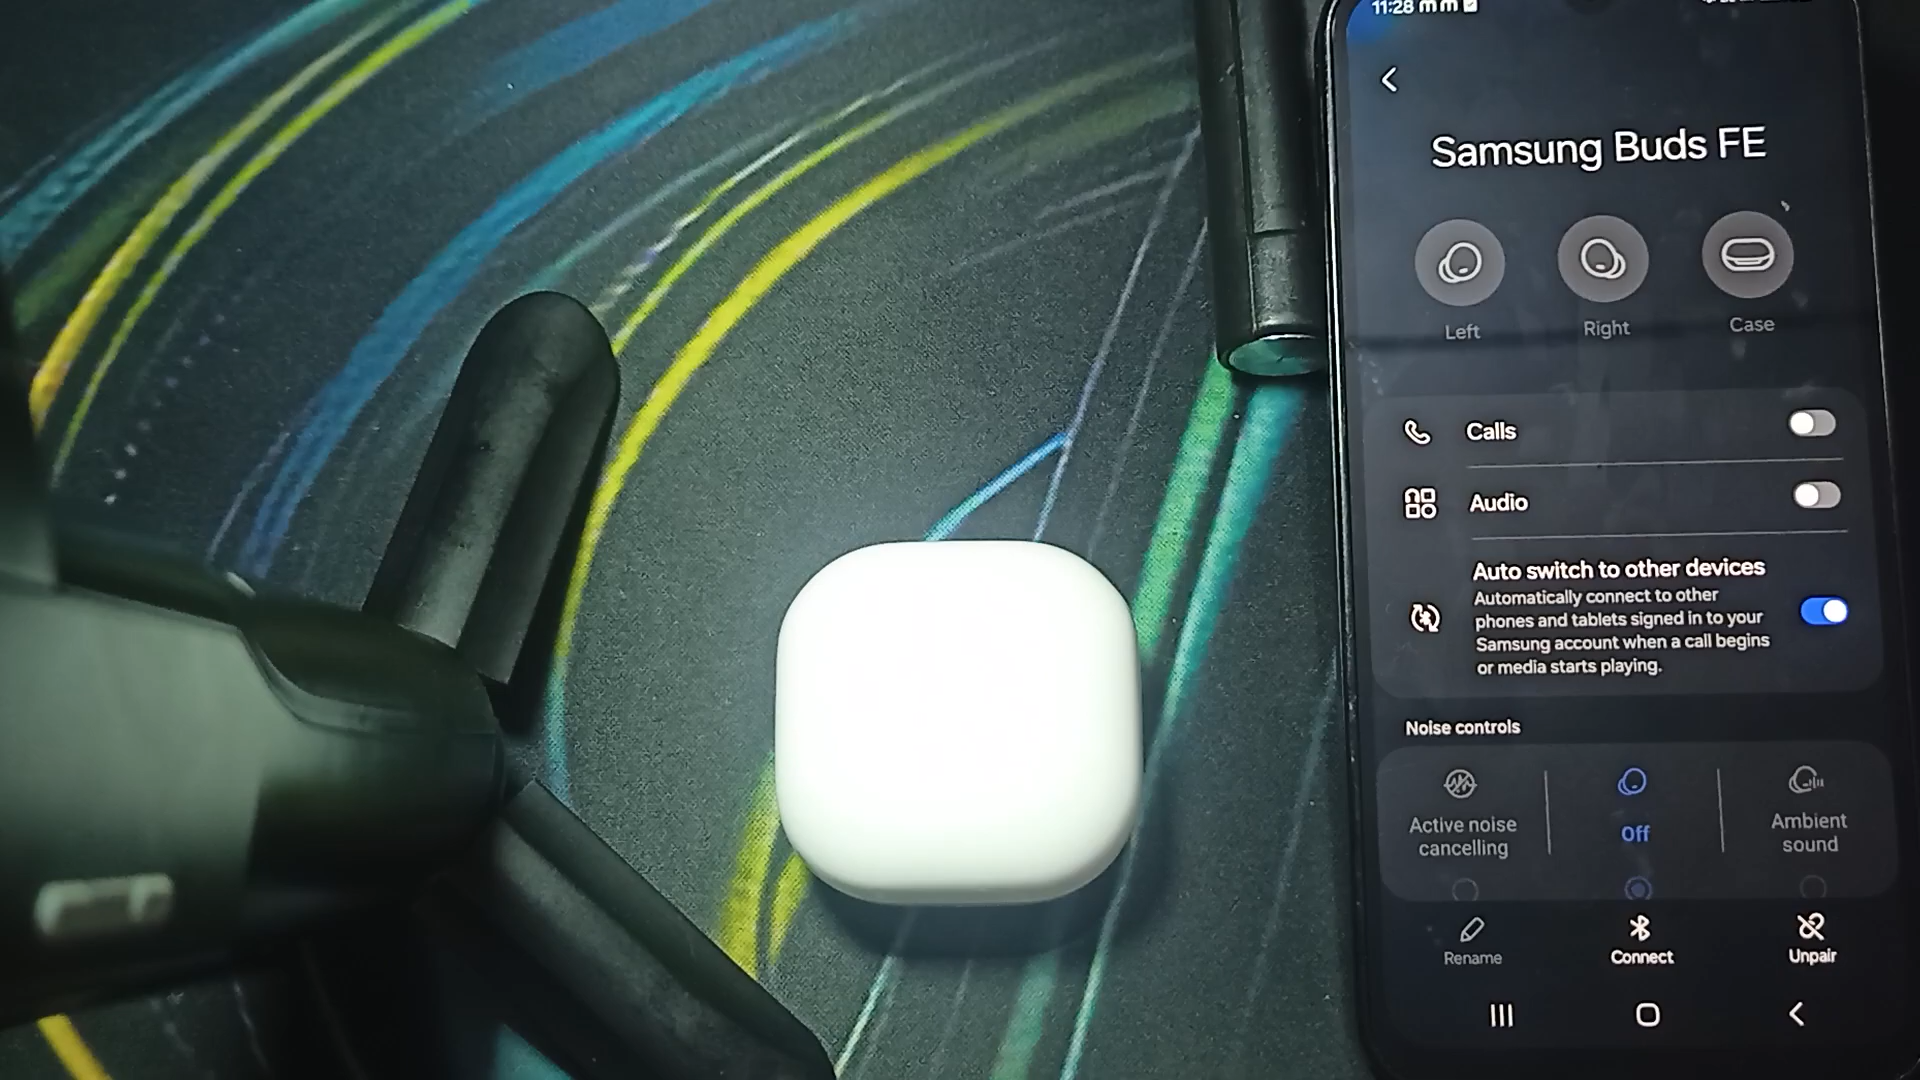 11:28
Samsung Buds FE
Left
Right
Case
Calls
Audio
Auto switch to other devices
Automatically connect to other
phones and tablets signed in to your
Samsung account when a call begins
or media starts playing.
Noise controls
Active noise
cancelling
Off
Ambient
sound
Rename
Connect
Unpair